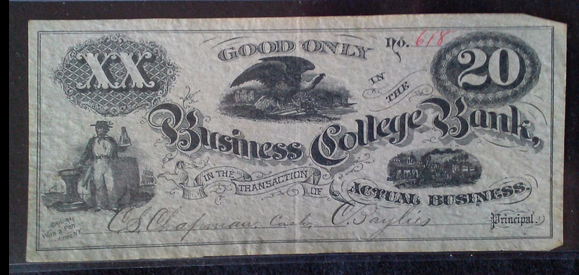 XX
GOOD ONLY
No. 618
20
IN
THE
Business College Bank,
IN THE
TRANSACTION
OF
ACTUAL BUSINESS.
C S Chapman Cash. C. Bayliss Principal.